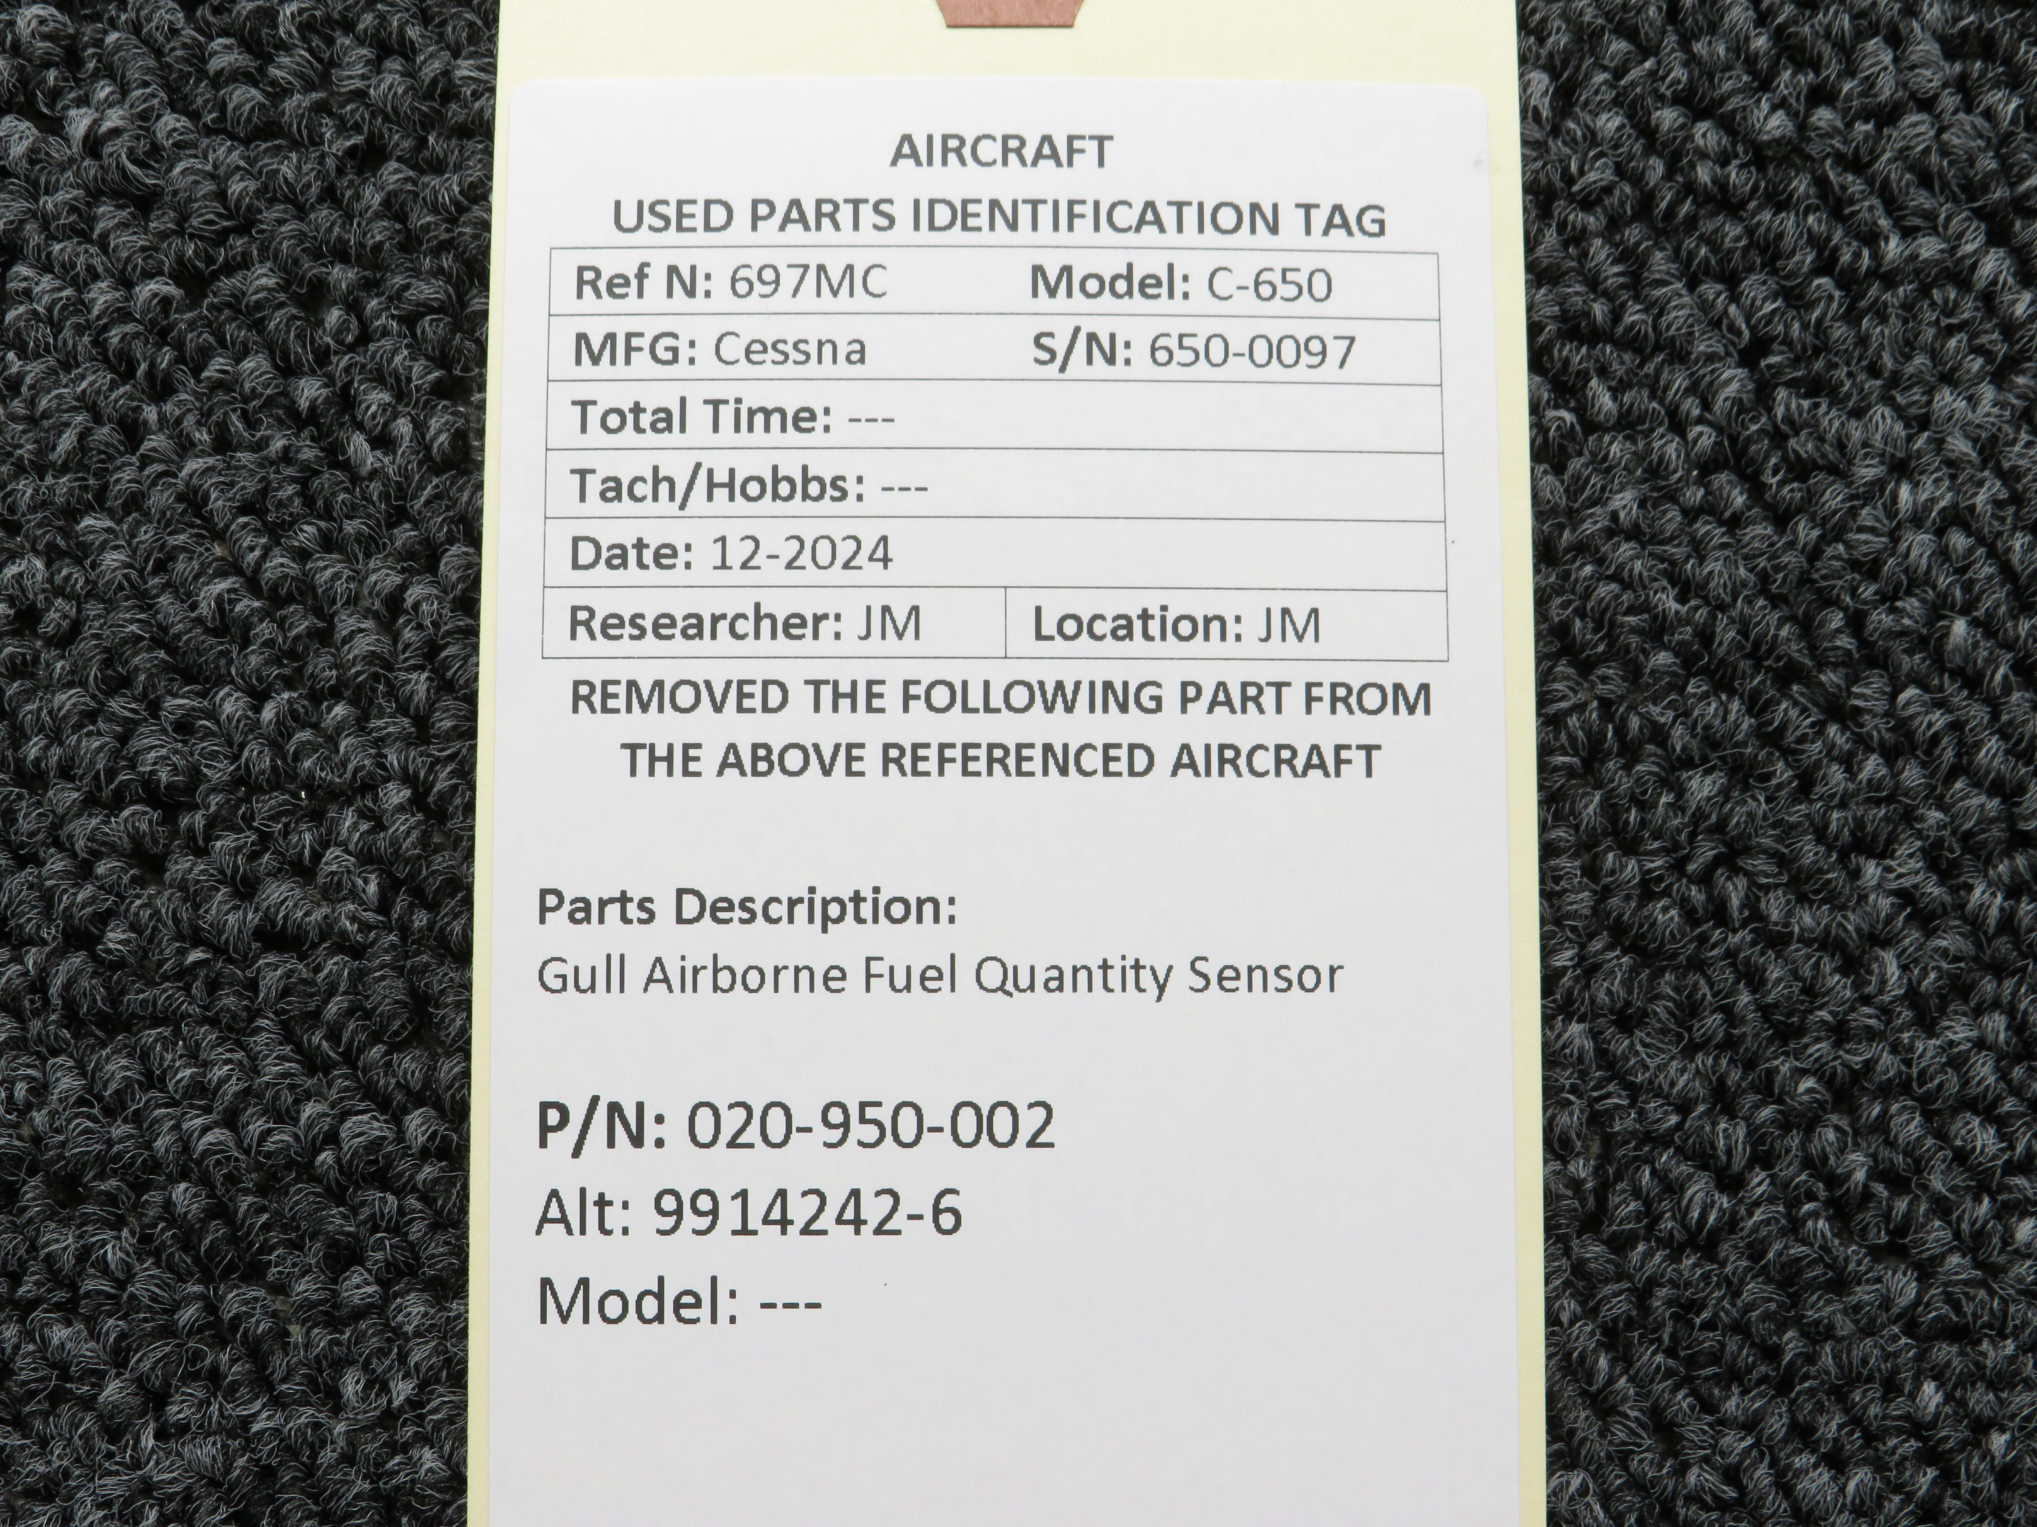 AIRCRAFT
USED PARTS IDENTIFICATION TAG
Ref N: 697MC Model: C-650
MFG: Cessna S/N: 650-0097
Total Time: ---
Tach/Hobbs: ---
Date: 12-2024
Researcher: JM Location: JM
REMOVED THE FOLLOWING PART FROM
THE ABOVE REFERENCED AIRCRAFT
Parts Description:
Gull Airborne Fuel Quantity Sensor
P/N: 020-950-002
Alt: 9914242-6
Model: ---